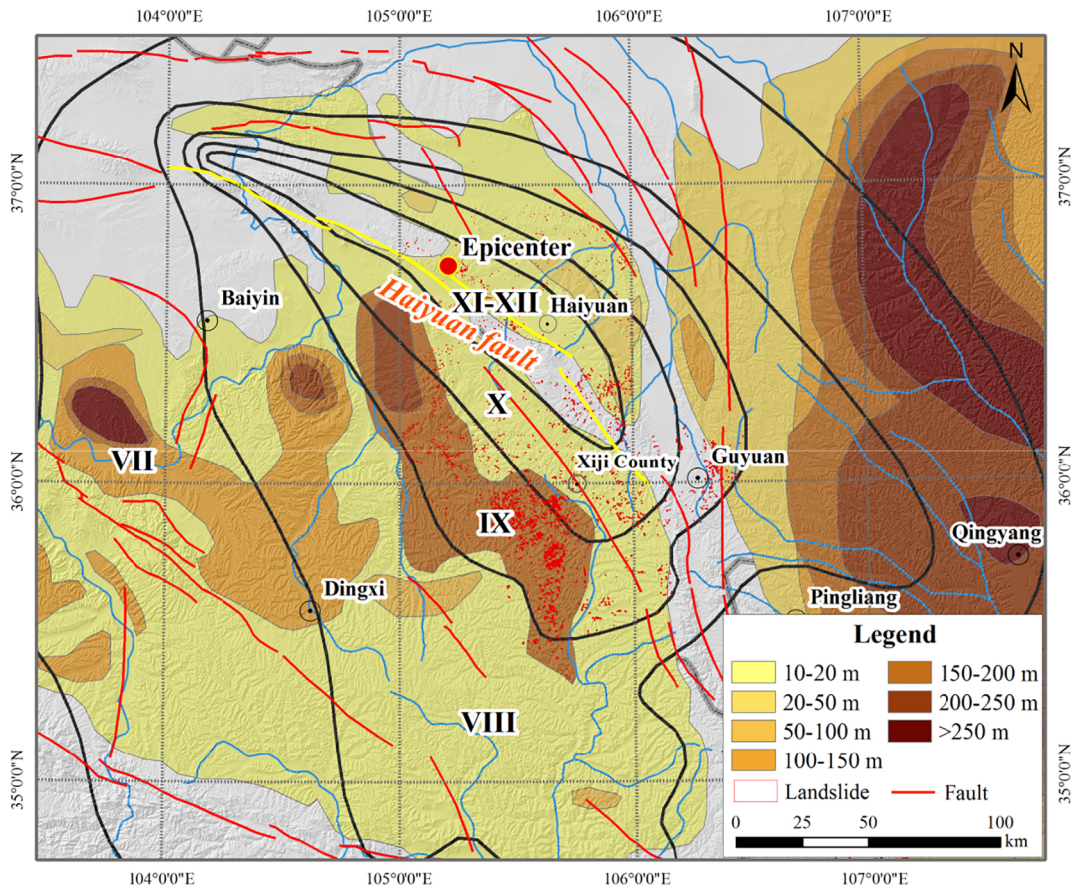 104°0'0"E
105°0'0"E
106°0'0"E
107°0'0"E
N
37°0'0"N
37°0'0"N
Epicenter
Baiyin
XI-XII
Haiyuan
Haiyuan fault
X
VII
Xiji County
Guyuan
36°0'0"N
36°0'0"N
IX
Qingyang
Dingxi
Pingliang
VIII
35°0'0"N
35°0'0"N
Legend
10-20 m
150-200 m
20-50 m
200-250 m
50-100 m
>250 m
100-150 m
Landslide
Fault
0 25 50 100
km
104°0'0"E
105°0'0"E
106°0'0"E
107°0'0"E